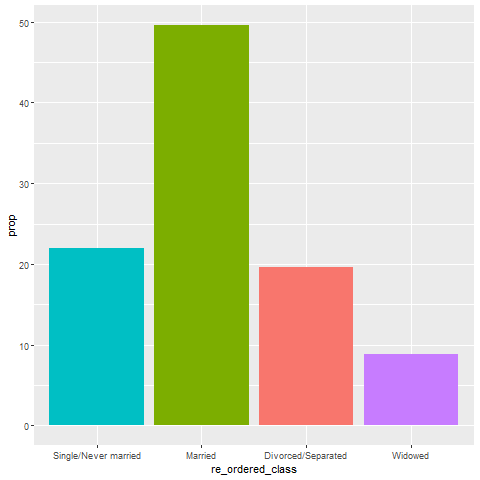 50
40
30
20
10
0
prop
Single/Never married
Married
Divorced/Separated
Widowed
re_ordered_class